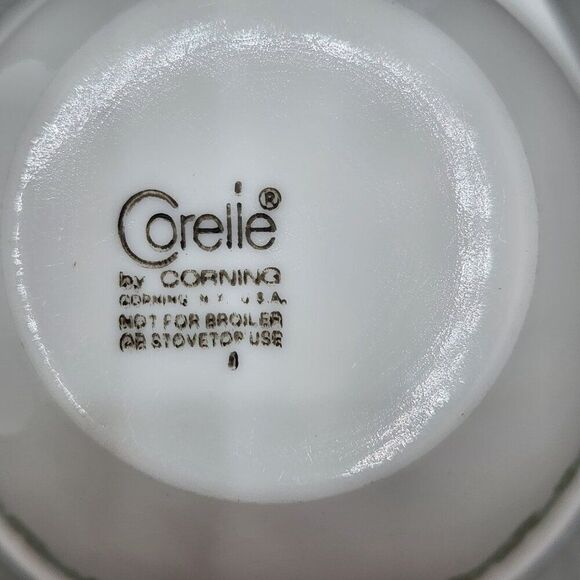 Corelle®
by CORNING
CORNING N.Y. U.S.A.
NOT FOR BROILER
OR STOVETOP USE